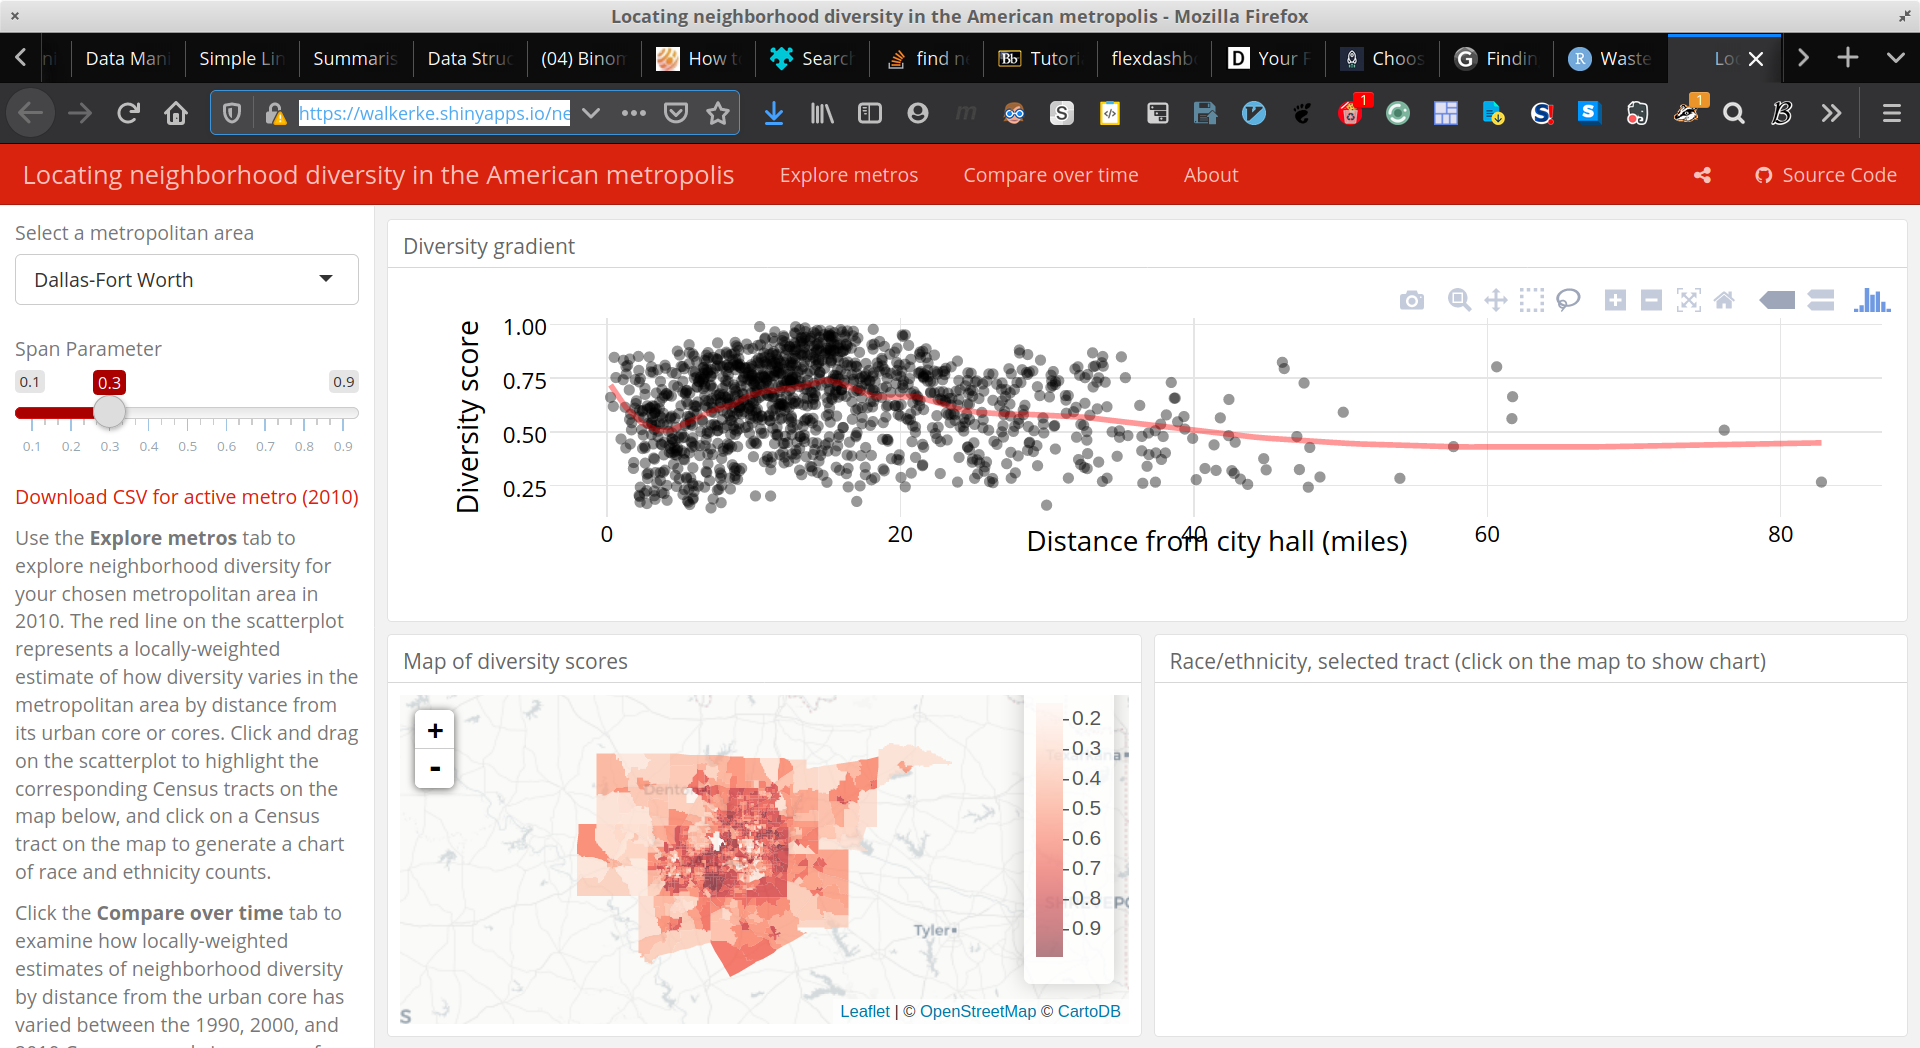 Locating neighborhood diversity in the American metropolis - Mozilla Firefox
Data Mani
Simple Lin
Summaris
Data Struc
(04) Binon
How t
Search
find n
Bb Tutori
flexdashb
D Your F
Choos
G Findin
R Waste
Loc
https://walkerke.shinyapps.io/ne
1
1
Locating neighborhood diversity in the American metropolis
Explore metros
Compare over time
About
Source Code
Select a metropolitan area
Dallas-Fort Worth
Span Parameter
0.1
0.3
0.9
0.1 0.2 0.3 0.4 0.5 0.6 0.7 0.8 0.9
Download CSV for active metro (2010)
Use the Explore metros tab to
explore neighborhood diversity for
your chosen metropolitan area in
2010. The red line on the scatterplot
represents a locally-weighted
estimate of how diversity varies in the
metropolitan area by distance from
its urban core or cores. Click and drag
on the scatterplot to highlight the
corresponding Census tracts on the
map below, and click on a Census
tract on the map to generate a chart
of race and ethnicity counts.
Click the Compare over time tab to
examine how locally-weighted
estimates of neighborhood diversity
by distance from the urban core has
varied between the 1990, 2000, and
Diversity gradient
Diversity score
1.00
0.75
0.50
0.25
0 20 40 60 80
Distance from city hall (miles)
Map of diversity scores
+
-
Denton
Tyler
S
0.2
0.3
0.4
0.5
0.6
0.7
0.8
0.9
Leaflet | © OpenStreetMap © CartoDB
Race/ethnicity, selected tract (click on the map to show chart)